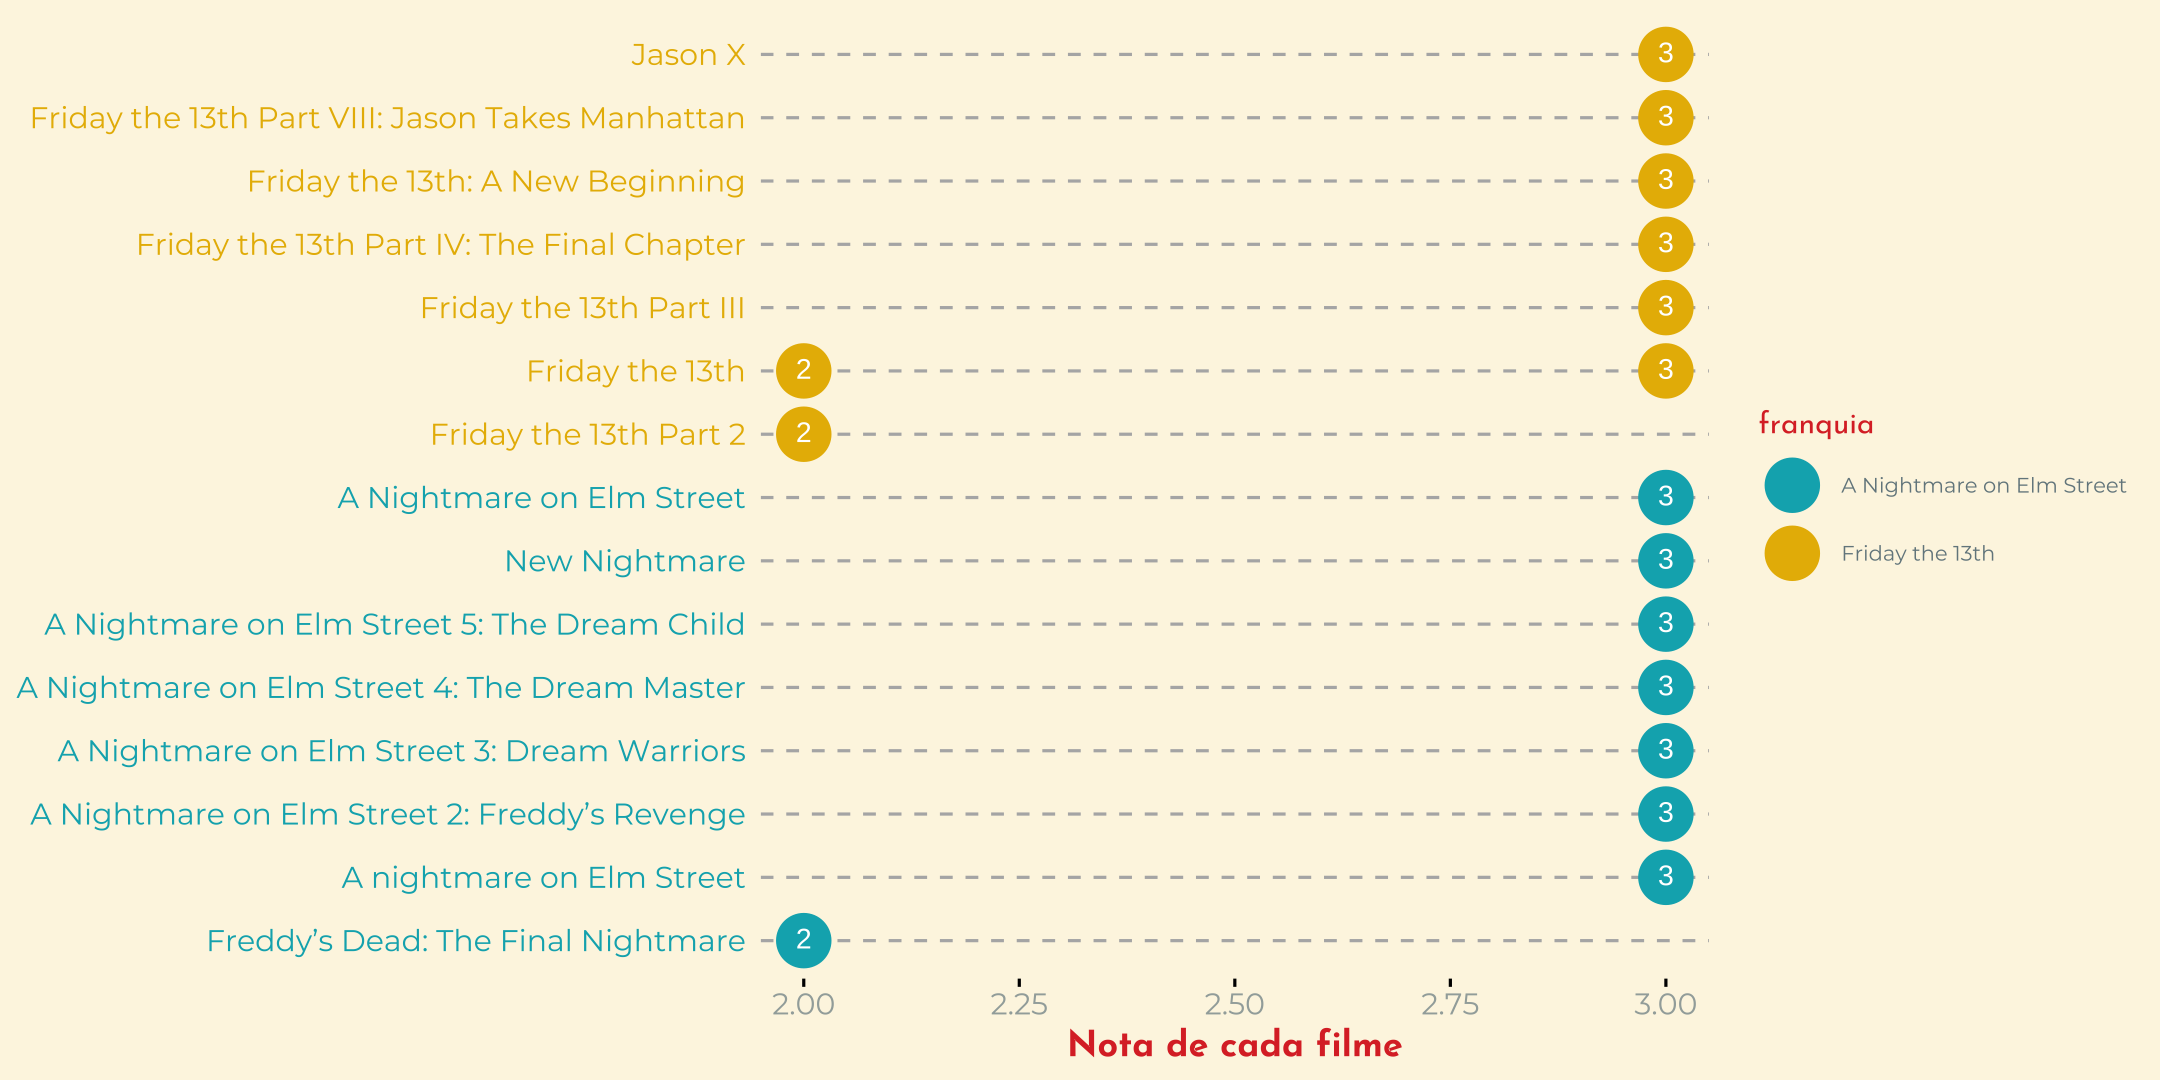 Jason X 3
Friday the 13th Part VIII: Jason Takes Manhattan 3
Friday the 13th: A New Beginning 3
Friday the 13th Part IV: The Final Chapter 3
Friday the 13th Part III 3
Friday the 13th 2 3
Friday the 13th Part 2 2
A Nightmare on Elm Street 3
New Nightmare 3
A Nightmare on Elm Street 5: The Dream Child 3
A Nightmare on Elm Street 4: The Dream Master 3
A Nightmare on Elm Street 3: Dream Warriors 3
A Nightmare on Elm Street 2: Freddy’s Revenge 3
A nightmare on Elm Street 3
Freddy’s Dead: The Final Nightmare 2
2.00 2.25 2.50 2.75 3.00
Nota de cada filme
franquia
A Nightmare on Elm Street
Friday the 13th